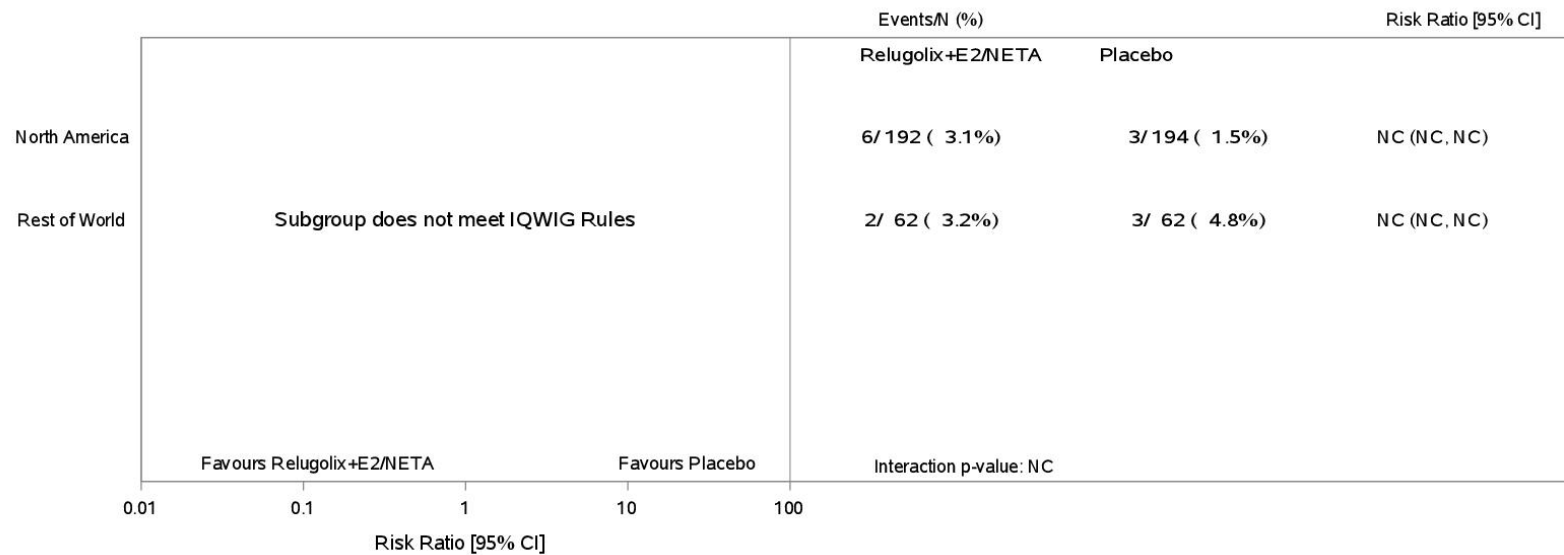 Events/N (%) Risk Ratio [95% CI]
Relugolix+E2/NETA Placebo
North America 6/ 192 ( 3.1%) 3/ 194 ( 1.5%) NC (NC, NC)
Rest of World Subgroup does not meet IQWIG Rules 2/ 62 ( 3.2%) 3/ 62 ( 4.8%) NC (NC, NC)
Favours Relugolix+E2/NETA Favours Placebo Interaction p-value: NC
0.01 0.1 1 10 100
Risk Ratio [95% CI]